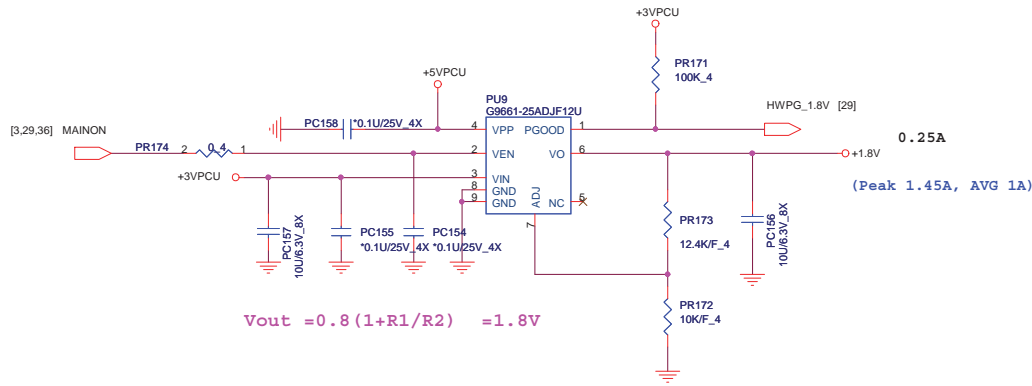 +3VPCU
PR171
100K_4
+5VPCU
PU9
G9661-25ADJF12U
HWPG_1.8V [29]
[3,29,36] MAINON
PC158
*0.1U/25V_4X
4
VPP
PGOOD
1
0.25A
PR174
2
0_4
1
2
VEN
VO
6
+1.8V
+3VPCU
3
VIN
8
GND
9
GND
ADJ
NC
5
7
(Peak 1.45A, AVG 1A)
PC157
10U/6.3V_8X
PC155
*0.1U/25V_4X
PC154
*0.1U/25V_4X
PR173
12.4K/F_4
PC156
10U/6.3V_8X
PR172
10K/F_4
Vout =0.8(1+R1/R2) =1.8V